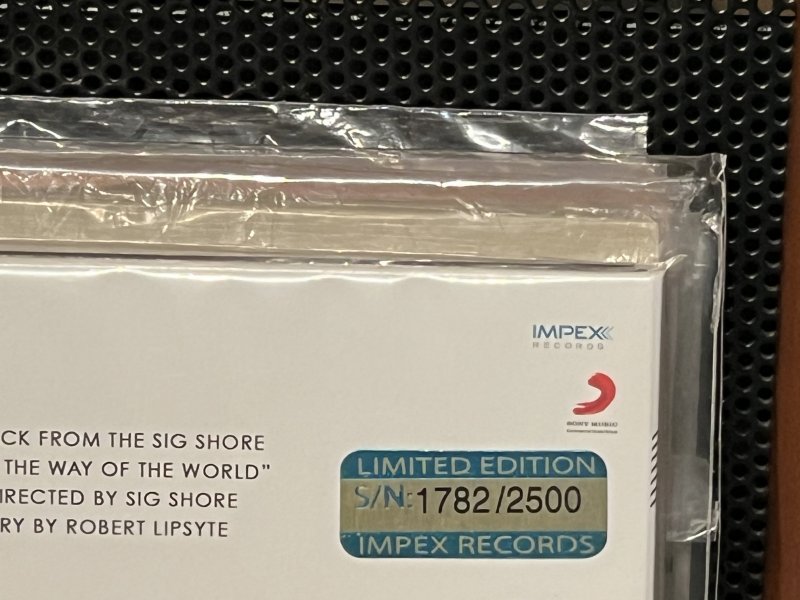 IMPEX
RECORDS
SONY MUSIC
CK FROM THE SIG SHORE
THE WAY OF THE WORLD"
IRECTED BY SIG SHORE
RY BY ROBERT LIPSYTE
LIMITED EDITION
S/N: 1782/2500
IMPEX RECORDS